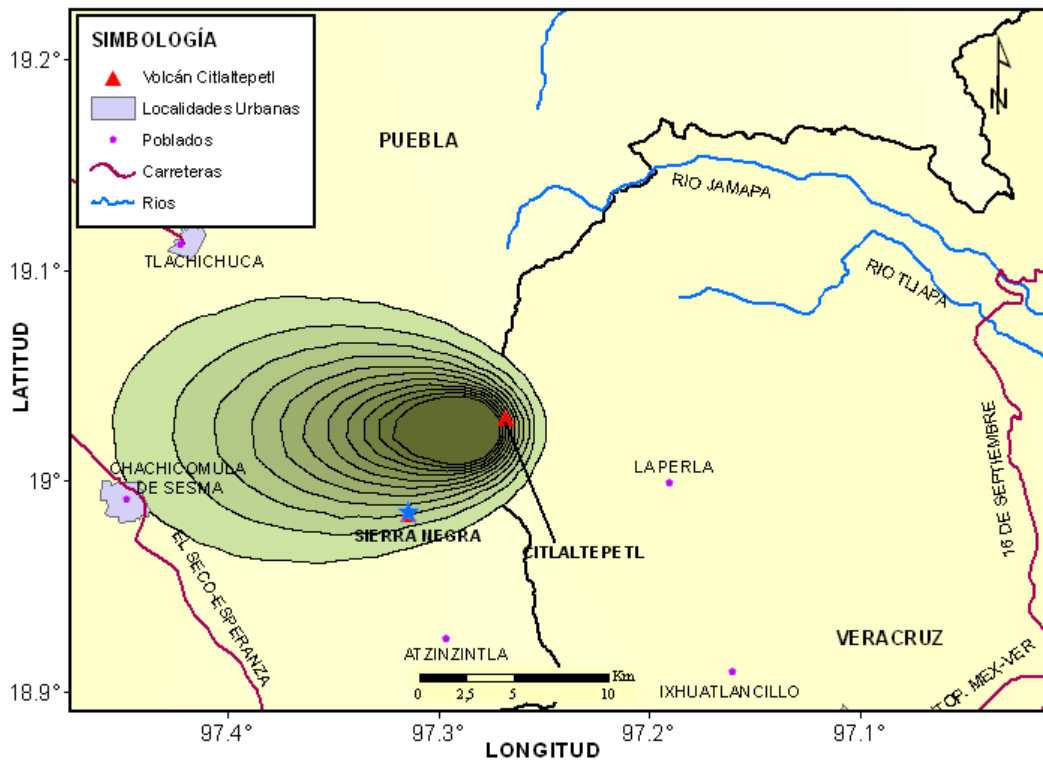 SIMBOLOGÍA
Volcán Citlaltepetl
Localidades Urbanas
Poblados
Carreteras
Rios
19.2°
19.1°
19°
18.9°
LATITUD
PUEBLA
N
RIO JAMAPA
RIO TLIAPA
TLACHICHUCA
CHACHICOMULA
DE SESMA
LA PERLA
SIERRA NEGRA
CITLALTEPETL
16 DE SEPTIEMBRE
EL SECO-ESPERANZA
ATZINZINTLA
VERACRUZ
IXHUATLANCILLO
MEX-VER
Km
0 2,5 5 10
97.4° 97.3° 97.2° 97.1°
LONGITUD